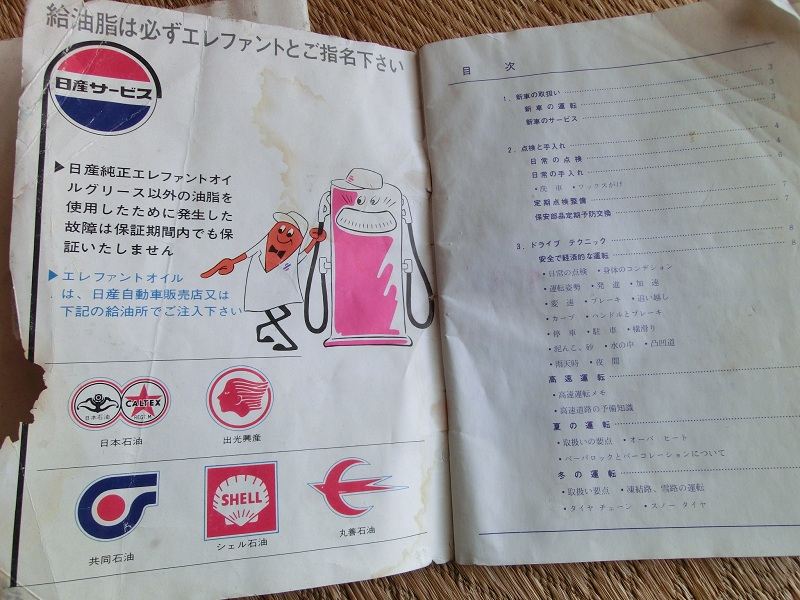 給油脂は必ずエレファントとご指名下さい
日産サービス
▶日産純正エレファントオイ
ルグリース以外の油脂を
使用したために発生した
故障は保証期間内でも保
証いたしません
▶エレファントオイル
は、日産自動車販売店又は
下記の給油所でご注入下さい
日本石油
CALTEX
日本石油
出光興産
共同石油
SHELL
シェル石油
丸善石油
目 次
1. 新車の取扱い 3
新車の運転 3
新車のサービス 3
2. 点検と手入れ 4
日常の点検 4
日常の手入れ 6
・洗車 ・ワックスがけ
定期点検整備 7
保安部品定期予防交換 7
3. ドライブ テクニック 8
安全で経済的な運転 8
・日常の点検 ・身体のコンデション
・運転姿勢 ・発進 ・加速
・変速 ・ブレーキ ・追い越し
・カーブ ・ハンドルとブレーキ
・停車 ・駐車 ・横滑り
・泥んこ、砂 ・水の中 ・凸凹道
・雨天時 ・夜間
高速運転
・高速運転メモ
・高速道路の予備知識
夏の運転
・取扱いの要点 ・オーバ ヒート
・ベーパロックとパーコレーションについて
冬の運転
・取扱い要点 ・凍結路、雪路の運転
・タイヤ チェーン ・スノー タイヤ